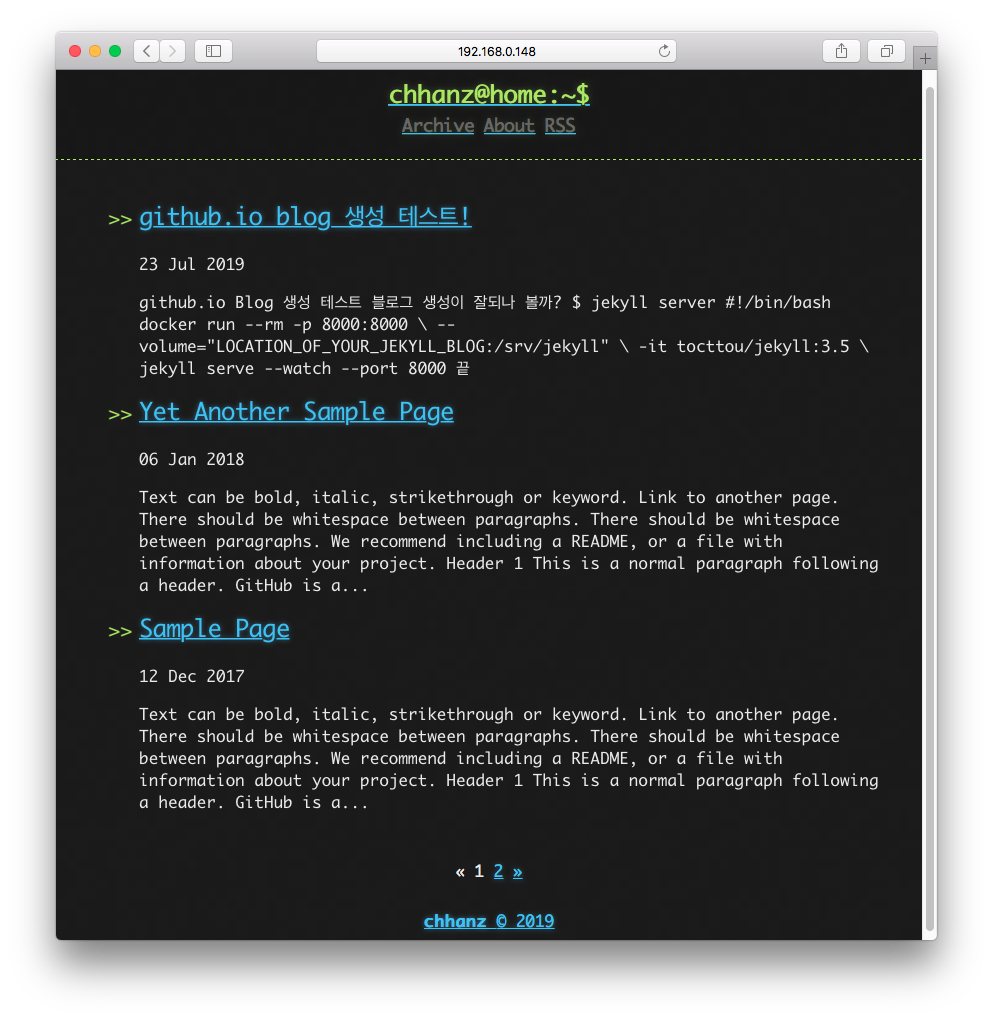 192.168.0.148
chhanz@home:~$
Archive About RSS
>> github.io blog 생성 테스트!
23 Jul 2019
github.io Blog 생성 테스트 블로그 생성이 잘되나 볼까? $ jekyll server #!/bin/bash
docker run --rm -p 8000:8000 \ --
volume="LOCATION_OF_YOUR_JEKYLL_BLOG:/srv/jekyll" \ -it tocttou/jekyll:3.5 \
jekyll serve --watch --port 8000 끝
>> Yet Another Sample Page
06 Jan 2018
Text can be bold, italic, strikethrough or keyword. Link to another page.
There should be whitespace between paragraphs. There should be whitespace
between paragraphs. We recommend including a README, or a file with
information about your project. Header 1 This is a normal paragraph following
a header. GitHub is a...
>> Sample Page
12 Dec 2017
Text can be bold, italic, strikethrough or keyword. Link to another page.
There should be whitespace between paragraphs. There should be whitespace
between paragraphs. We recommend including a README, or a file with
information about your project. Header 1 This is a normal paragraph following
a header. GitHub is a...
« 1 2 »
chhanz © 2019